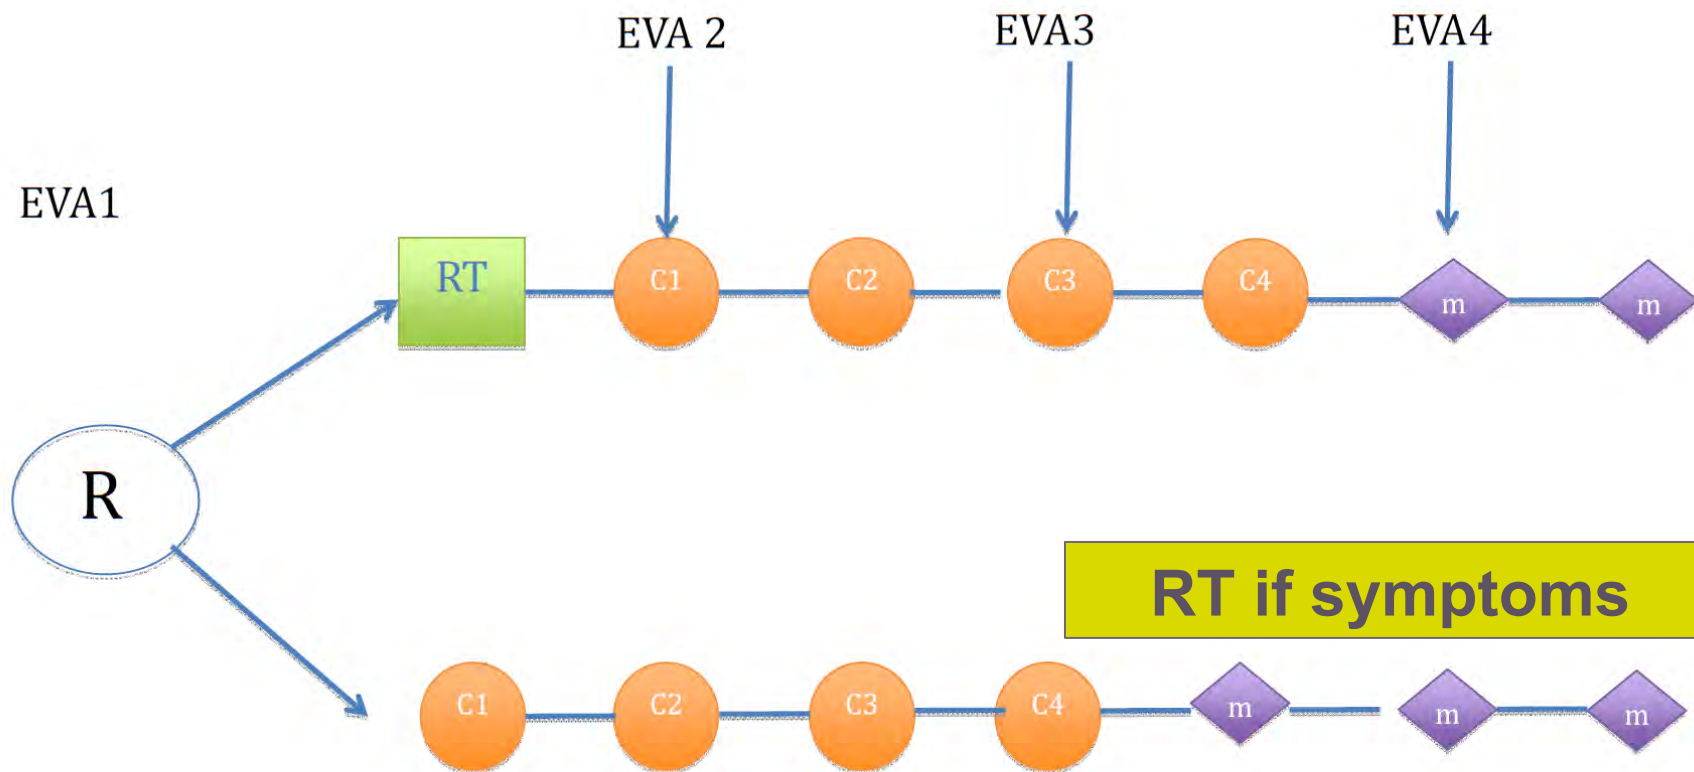 EVA 2
EVA3
EVA4
EVA1
RT
C1
C2
C3
C4
m
m
R
RT if symptoms
C1
C2
C3
C4
m
m
m